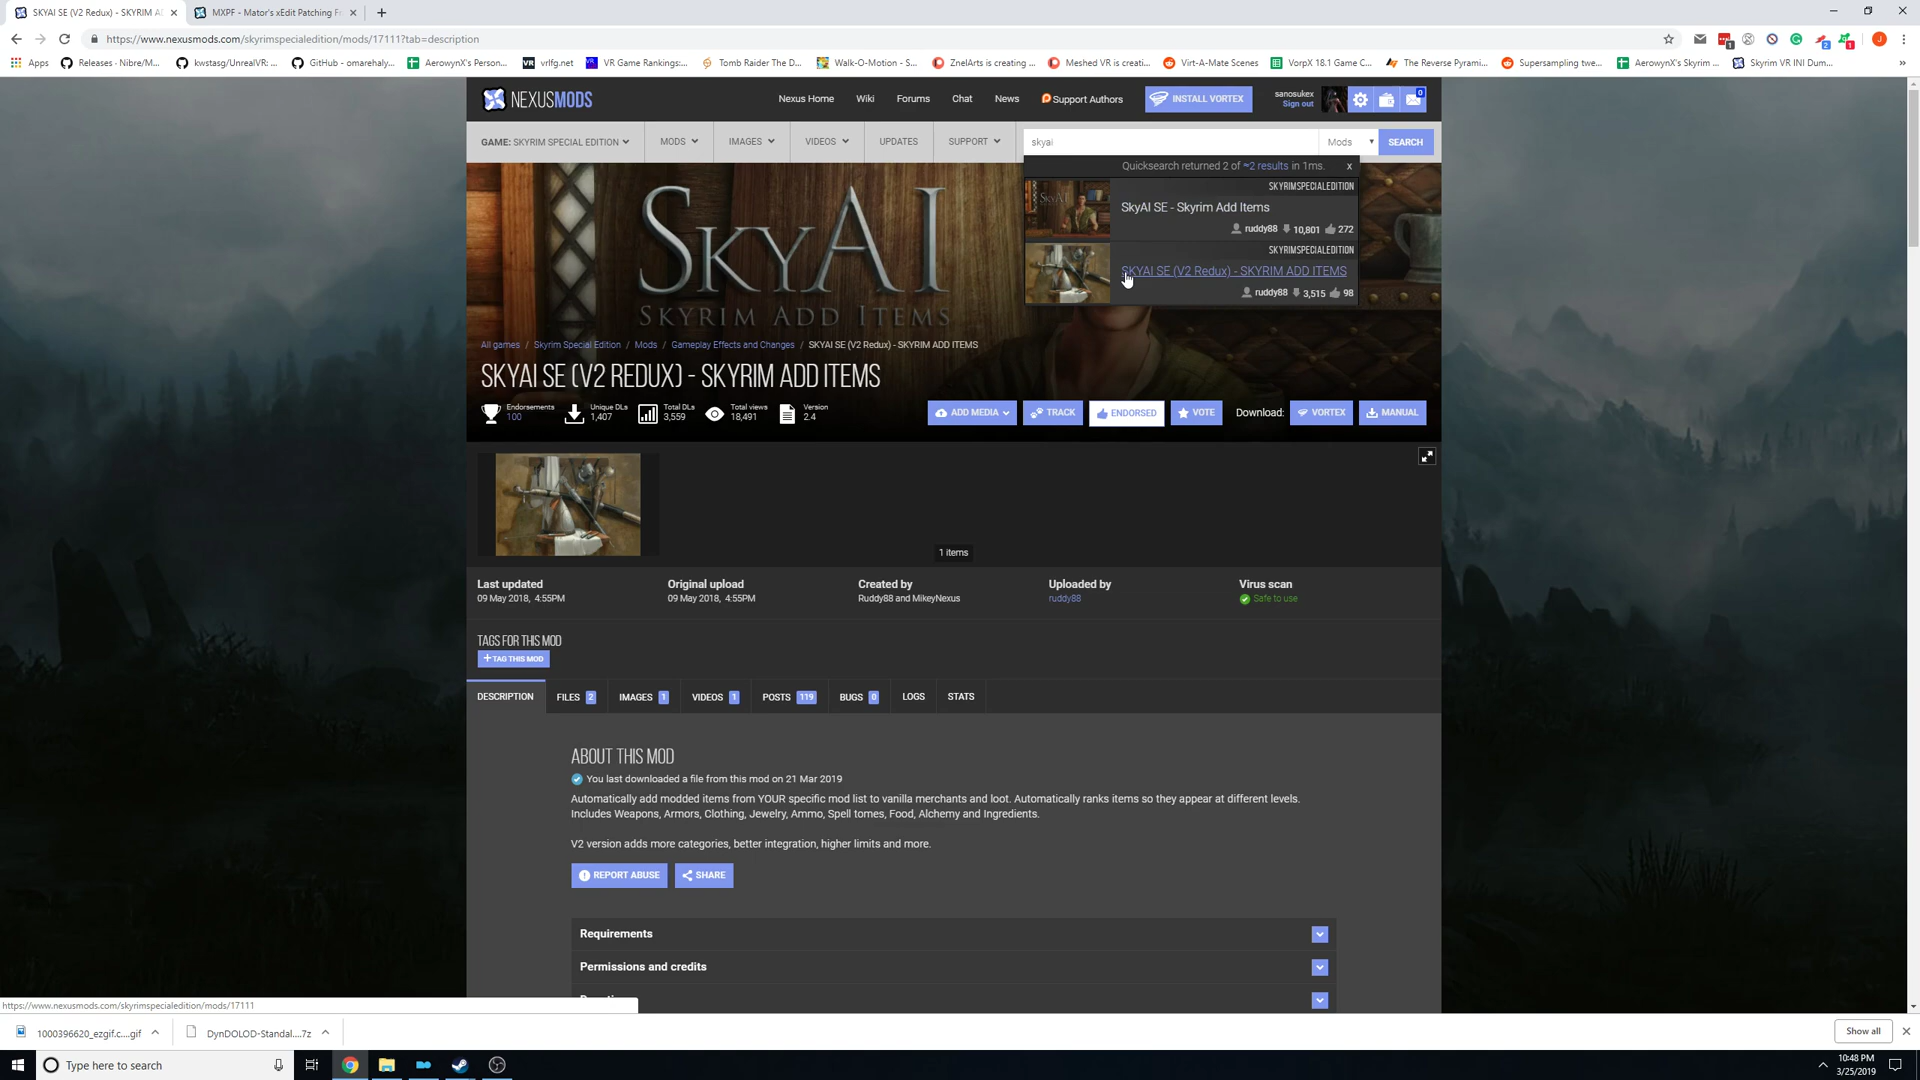 SKYAI SE (V2 Redux) - SKYRIM AD
MXPF - Mator's xEdit Patching Fr
https://www.nexusmods.com/skyrimspecialedition/mods/17111?tab=description
Apps
Releases · Nibre/M...
kwstasg/UnrealVR: ...
GitHub - omarehaly...
AerowynX's Person...
vrlfg.net
VR Game Rankings:...
Tomb Raider The D...
Walk-O-Motion - S...
ZnelArts is creating ...
Meshed VR is creati...
Virt-A-Mate Scenes
VorpX 18.1 Game C...
The Reverse Pyrami...
Supersampling twe...
AerowynX's Skyrim ...
Skyrim VR INI Dum...
NEXUSMODS
Nexus Home
Wiki
Forums
Chat
News
Support Authors
INSTALL VORTEX
sanosukex
Sign out
0
GAME: SKYRIM SPECIAL EDITION
MODS
IMAGES
VIDEOS
UPDATES
SUPPORT
skyai
Mods
SEARCH
Quicksearch returned 2 of ≈2 results in 1ms.
x
SKYRIMSPECIALEDITION
SkyAI SE - Skyrim Add Items
ruddy88 10,801 272
SKYRIMSPECIALEDITION
SKYAI SE (V2 Redux) - SKYRIM ADD ITEMS
ruddy88 3,515 98
SKYAI
SKYRIM ADD ITEMS
All games / Skyrim Special Edition / Mods / Gameplay Effects and Changes / SKYAI SE (V2 Redux) - SKYRIM ADD ITEMS
SKYAI SE (V2 REDUX) - SKYRIM ADD ITEMS
Endorsements
100
Unique DLs
1,407
Total DLs
3,559
Total views
18,491
Version
2.4
ADD MEDIA
TRACK
ENDORSED
VOTE
Download:
VORTEX
MANUAL
1 items
Last updated
09 May 2018, 4:55PM
Original upload
09 May 2018, 4:55PM
Created by
Ruddy88 and MikeyNexus
Uploaded by
ruddy88
Virus scan
Safe to use
TAGS FOR THIS MOD
+ TAG THIS MOD
DESCRIPTION
FILES 2
IMAGES 1
VIDEOS 1
POSTS 119
BUGS 0
LOGS
STATS
ABOUT THIS MOD
You last downloaded a file from this mod on 21 Mar 2019
Automatically add modded items from YOUR specific mod list to vanilla merchants and loot. Automatically ranks items so they appear at different levels.
Includes Weapons, Armors, Clothing, Jewelry, Ammo, Spell tomes, Food, Alchemy and Ingredients.
V2 version adds more categories, better integration, higher limits and more.
REPORT ABUSE
SHARE
Requirements
Permissions and credits
https://www.nexusmods.com/skyrimspecialedition/mods/17111
1000396620_ezgif.c....gif
DynDOLOD-Standal....7z
Show all
Type here to search
10:48 PM
3/25/2019